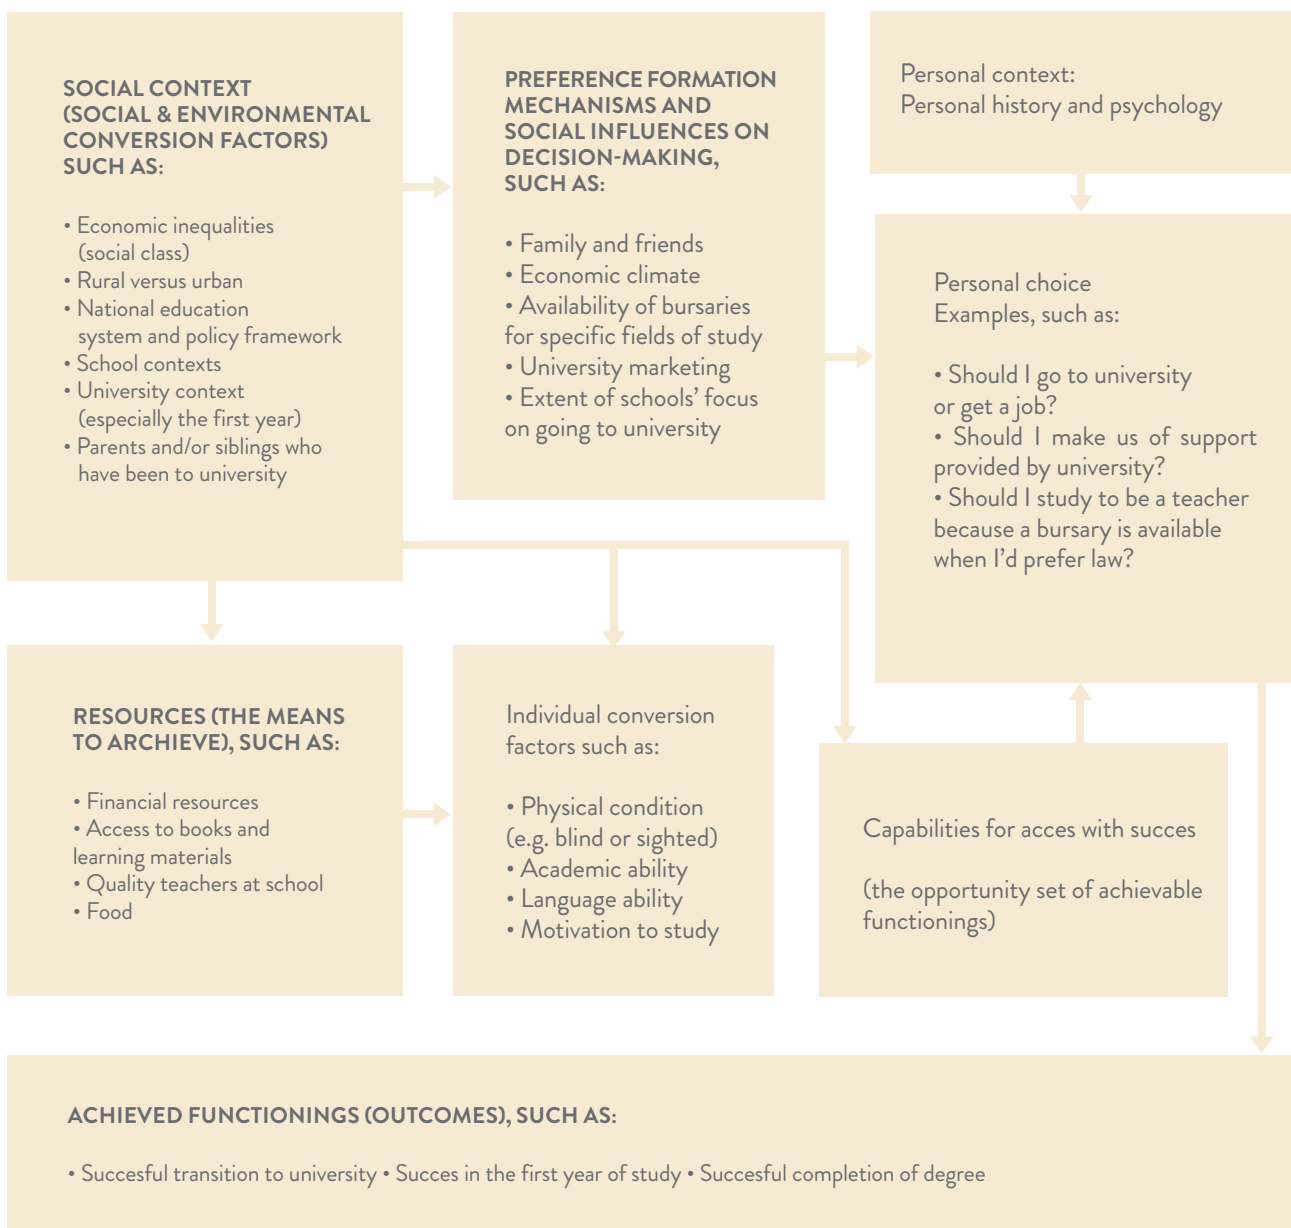 SOCIAL CONTEXT
(SOCIAL & ENVIRONMENTAL
CONVERSION FACTORS)
SUCH AS:
• Economic inequalities
(social class)
• Rural versus urban
• National education
system and policy framework
• School contexts
• University context
(especially the first year)
• Parents and/or siblings who
have been to university
PREFERENCE FORMATION
MECHANISMS AND
SOCIAL INFLUENCES ON
DECISION-MAKING,
SUCH AS:
• Family and friends
• Economic climate
• Availability of bursaries
for specific fields of study
• University marketing
• Extent of schools’ focus
on going to university
Personal context:
Personal history and psychology
Personal choice
Examples, such as:
• Should I go to university
or get a job?
• Should I make us of support
provided by university?
• Should I study to be a teacher
because a bursary is available
when I’d prefer law?
RESOURCES (THE MEANS
TO ARCHIEVE), SUCH AS:
• Financial resources
• Access to books and
learning materials
• Quality teachers at school
• Food
Individual conversion
factors such as:
• Physical condition
(e.g. blind or sighted)
• Academic ability
• Language ability
• Motivation to study
Capabilities for acces with succes
(the opportunity set of achievable
functionings)
ACHIEVED FUNCTIONINGS (OUTCOMES), SUCH AS:
• Succesful transition to university • Succes in the first year of study • Succesful completion of degree